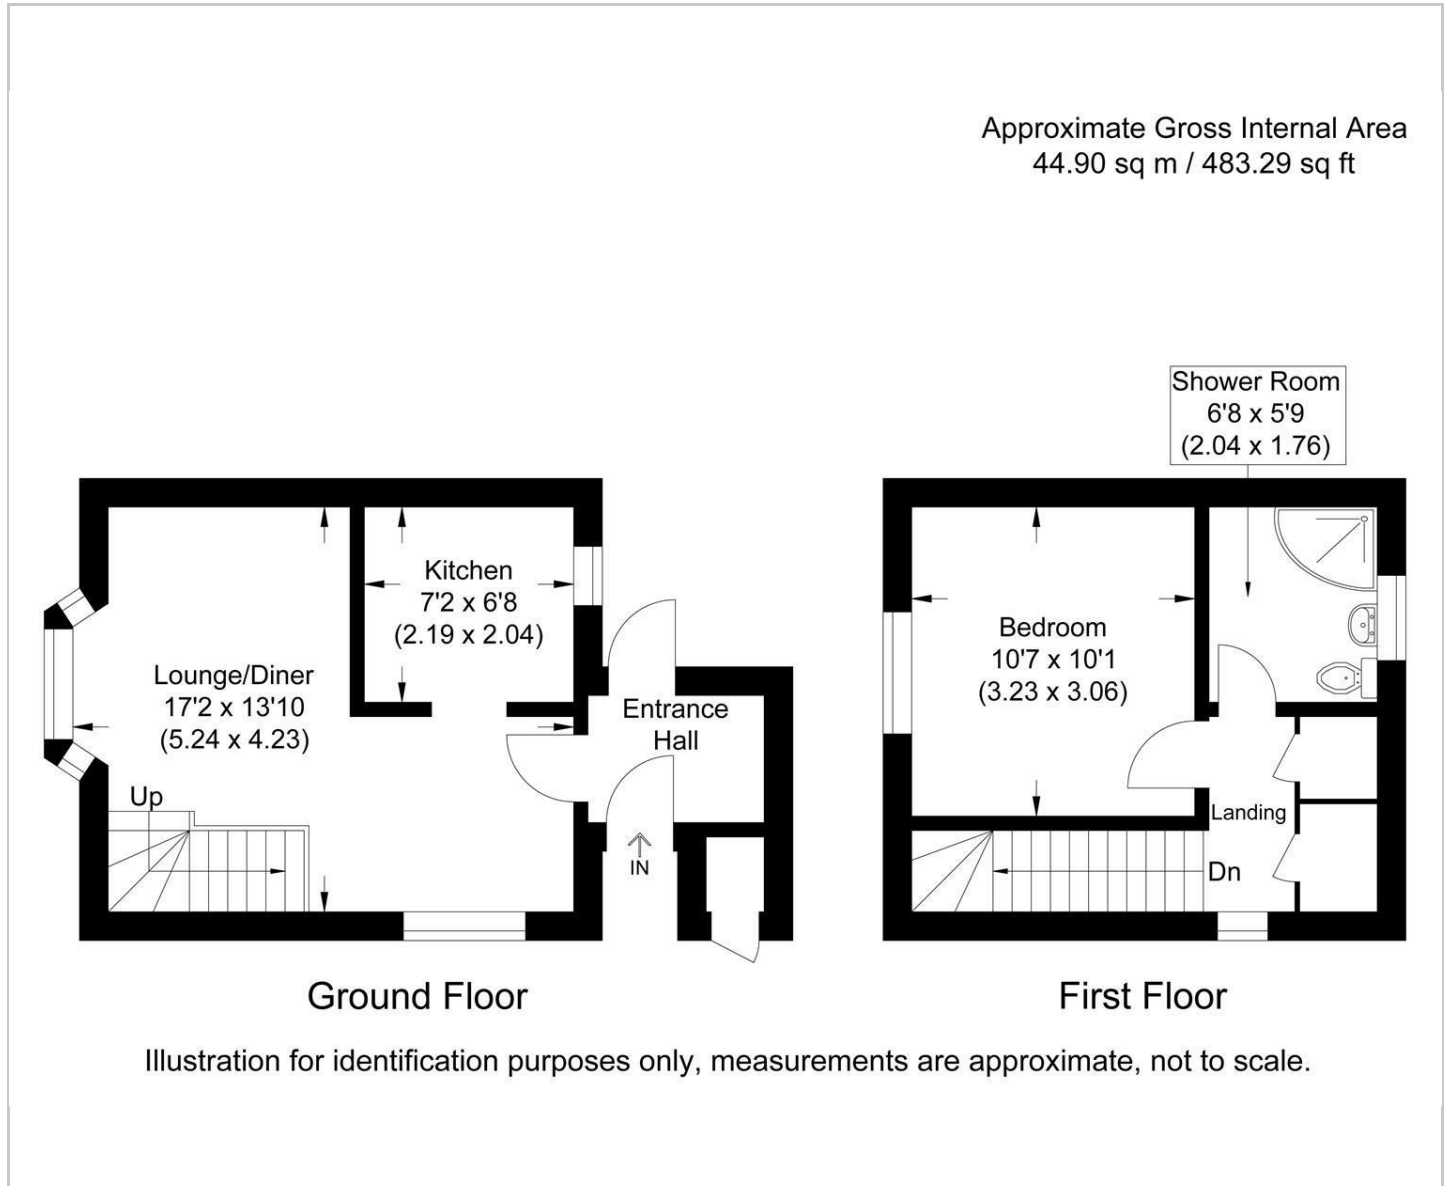 Approximate Gross Internal Area
44.90 sq m / 483.29 sq ft
Shower Room
6'8 x 5'9
(2.04 x 1.76)
Kitchen
7'2 x 6'8
(2.19 x 2.04)
Lounge/Diner
17'2 x 13'10
(5.24 x 4.23)
Entrance
Hall
Up
IN
Bedroom
10'7 x 10'1
(3.23 x 3.06)
Landing
Dn
Ground Floor
First Floor
Illustration for identification purposes only, measurements are approximate, not to scale.